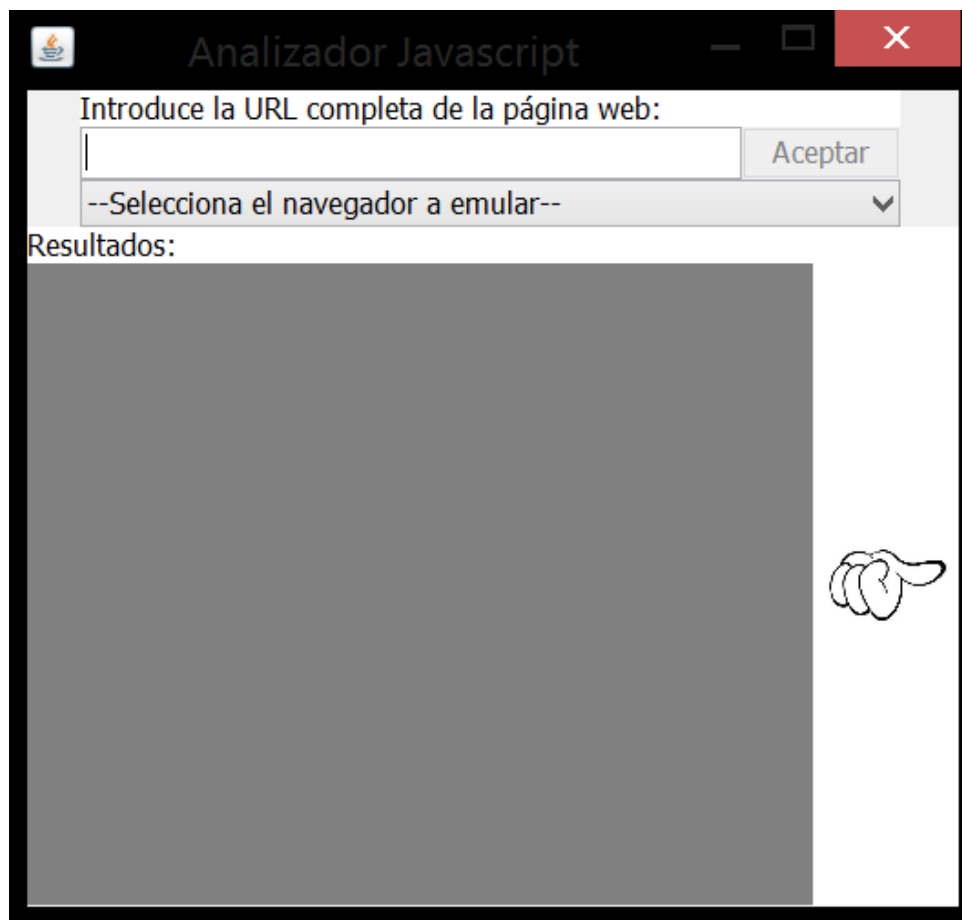 Analizador Javascript
Introduce la URL completa de la página web:
Aceptar
--Selecciona el navegador a emular--
Resultados: